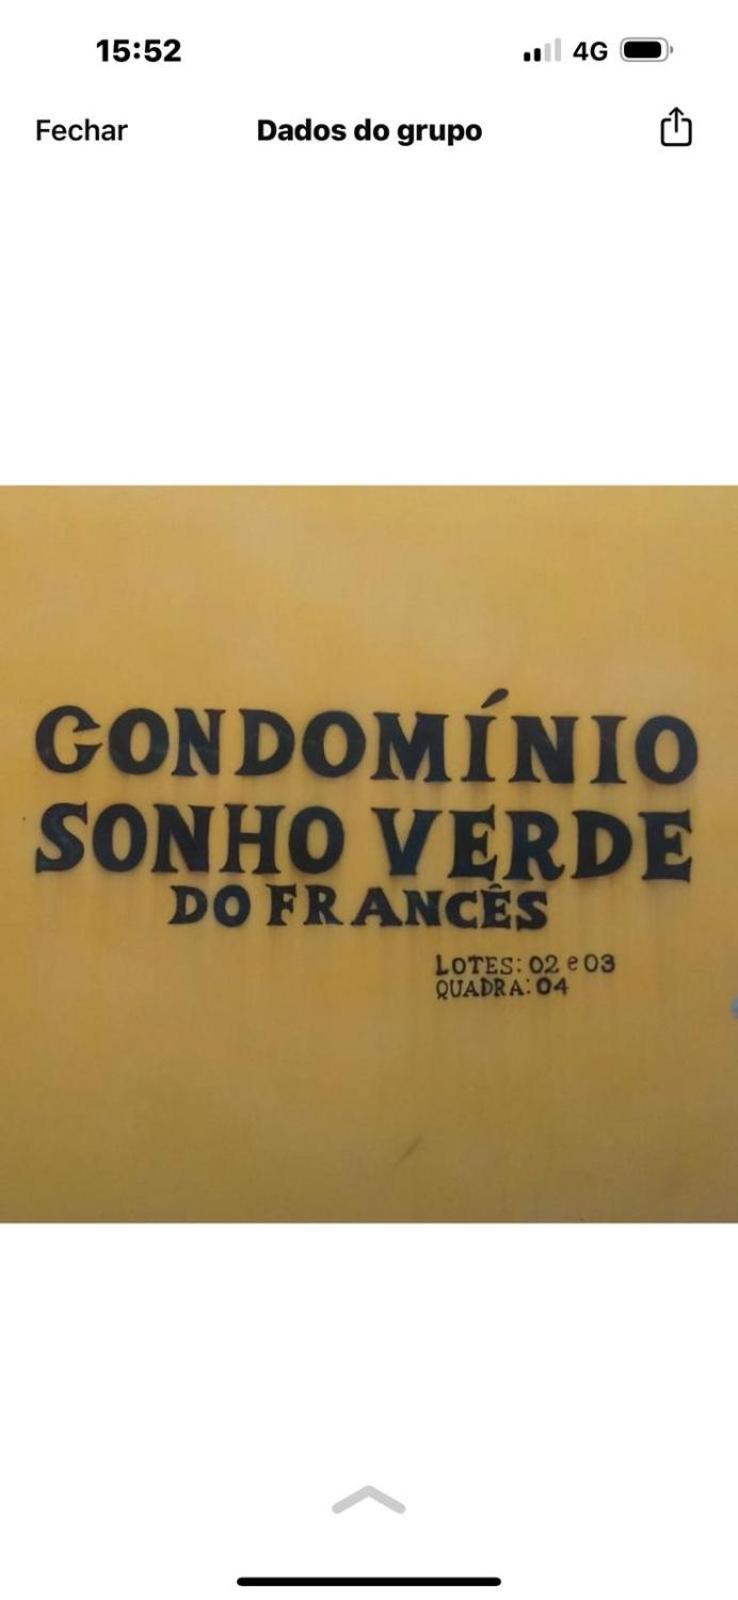 15:52
4G
Fechar
Dados do grupo
CONDOMÍNIO
SONHO VERDE
DO FRANCÊS
LOTES: 02 e 03
QUADRA: 04